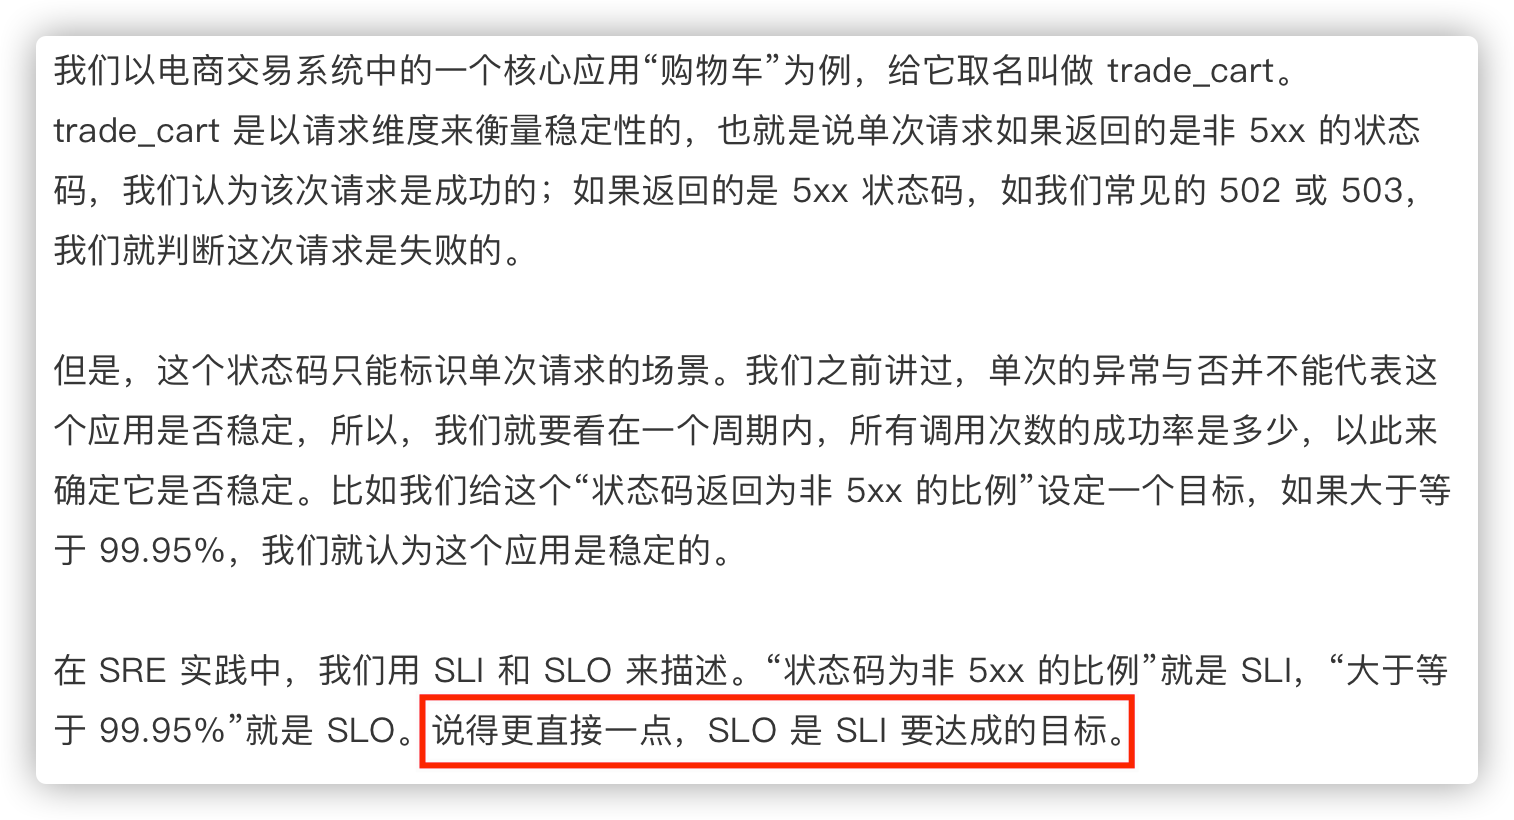 我们以电商交易系统中的一个核心应用“购物车”为例，给它取名叫做 trade_cart。
trade_cart 是以请求维度来衡量稳定性的，也就是说单次请求如果返回的是非 5xx 的状态
码，我们认为该次请求是成功的；如果返回的是 5xx 状态码，如我们常见的 502 或 503，
我们就判断这次请求是失败的。
但是，这个状态码只能标识单次请求的场景。我们之前讲过，单次的异常与否并不能代表这
个应用是否稳定，所以，我们就要看在一个周期内，所有调用次数的成功率是多少，以此来
确定它是否稳定。比如我们给这个“状态码返回为非 5xx 的比例”设定一个目标，如果大于等
于 99.95%，我们就认为这个应用是稳定的。
在 SRE 实践中，我们用 SLI 和 SLO 来描述。“状态码为非 5xx 的比例”就是 SLI，“大于等
于 99.95%”就是 SLO。说得更直接一点，SLO 是 SLI 要达成的目标。